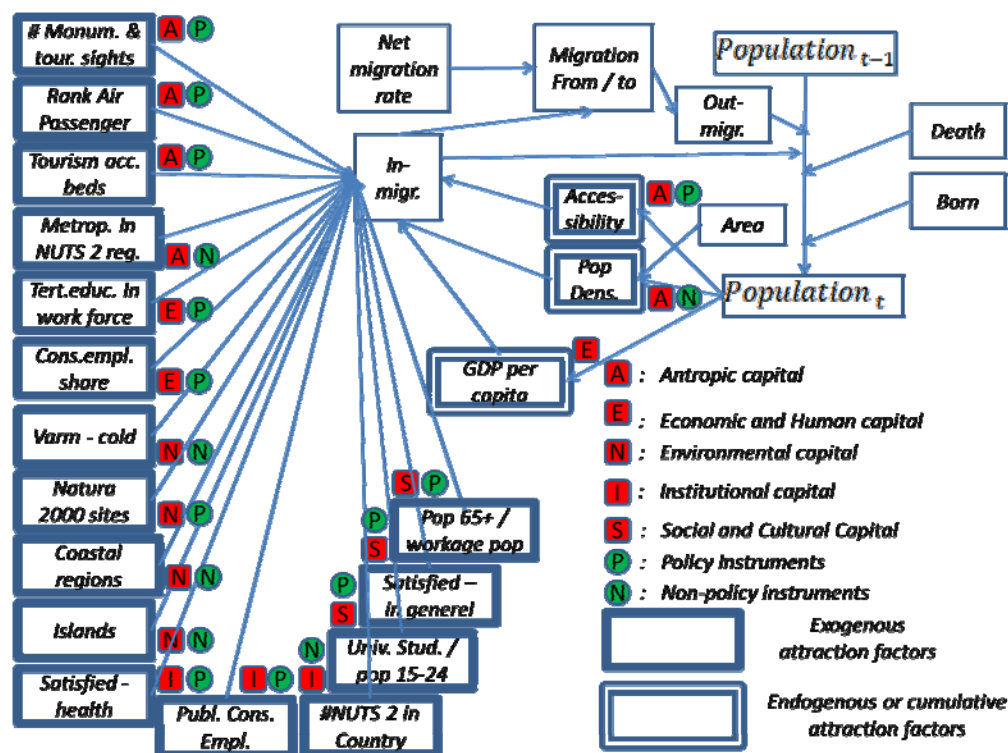 # Monum. &
tour. sights
A P
Rank Air
Passenger
A P
Tourism acc.
beds
A P
Metrop. In
NUTS 2 reg.
A N
Tert.educ. In
work force
E P
Cons.empl.
share
E P
Varm - cold
N N
Natura
2000 sites
N P
Coastal
regions
N N
Islands
N N
Satisfied -
health
I P
Publ. Cons.
Empl.
I P
#NUTS 2 in
Country
I
N
Univ. Stud. /
pop 15-24
S
P
Satisfied –
in generel
S
P
Pop 65+ /
workage pop
S P
Net
migration
rate
Migration
From / to
Out-
migr.
In-
migr.
Population t−1
Death
Born
Population t
Acces-
sibility
A P
Area
Pop
Dens.
A N
GDP per
capita
E
A : Antropic capital
E : Economic and Human capital
N : Environmental capital
I : Institutional capital
S : Social and Cultural Capital
P : Policy Instruments
N : Non-policy instruments
Exogenous
attraction factors
Endogenous or cumulative
attraction factors